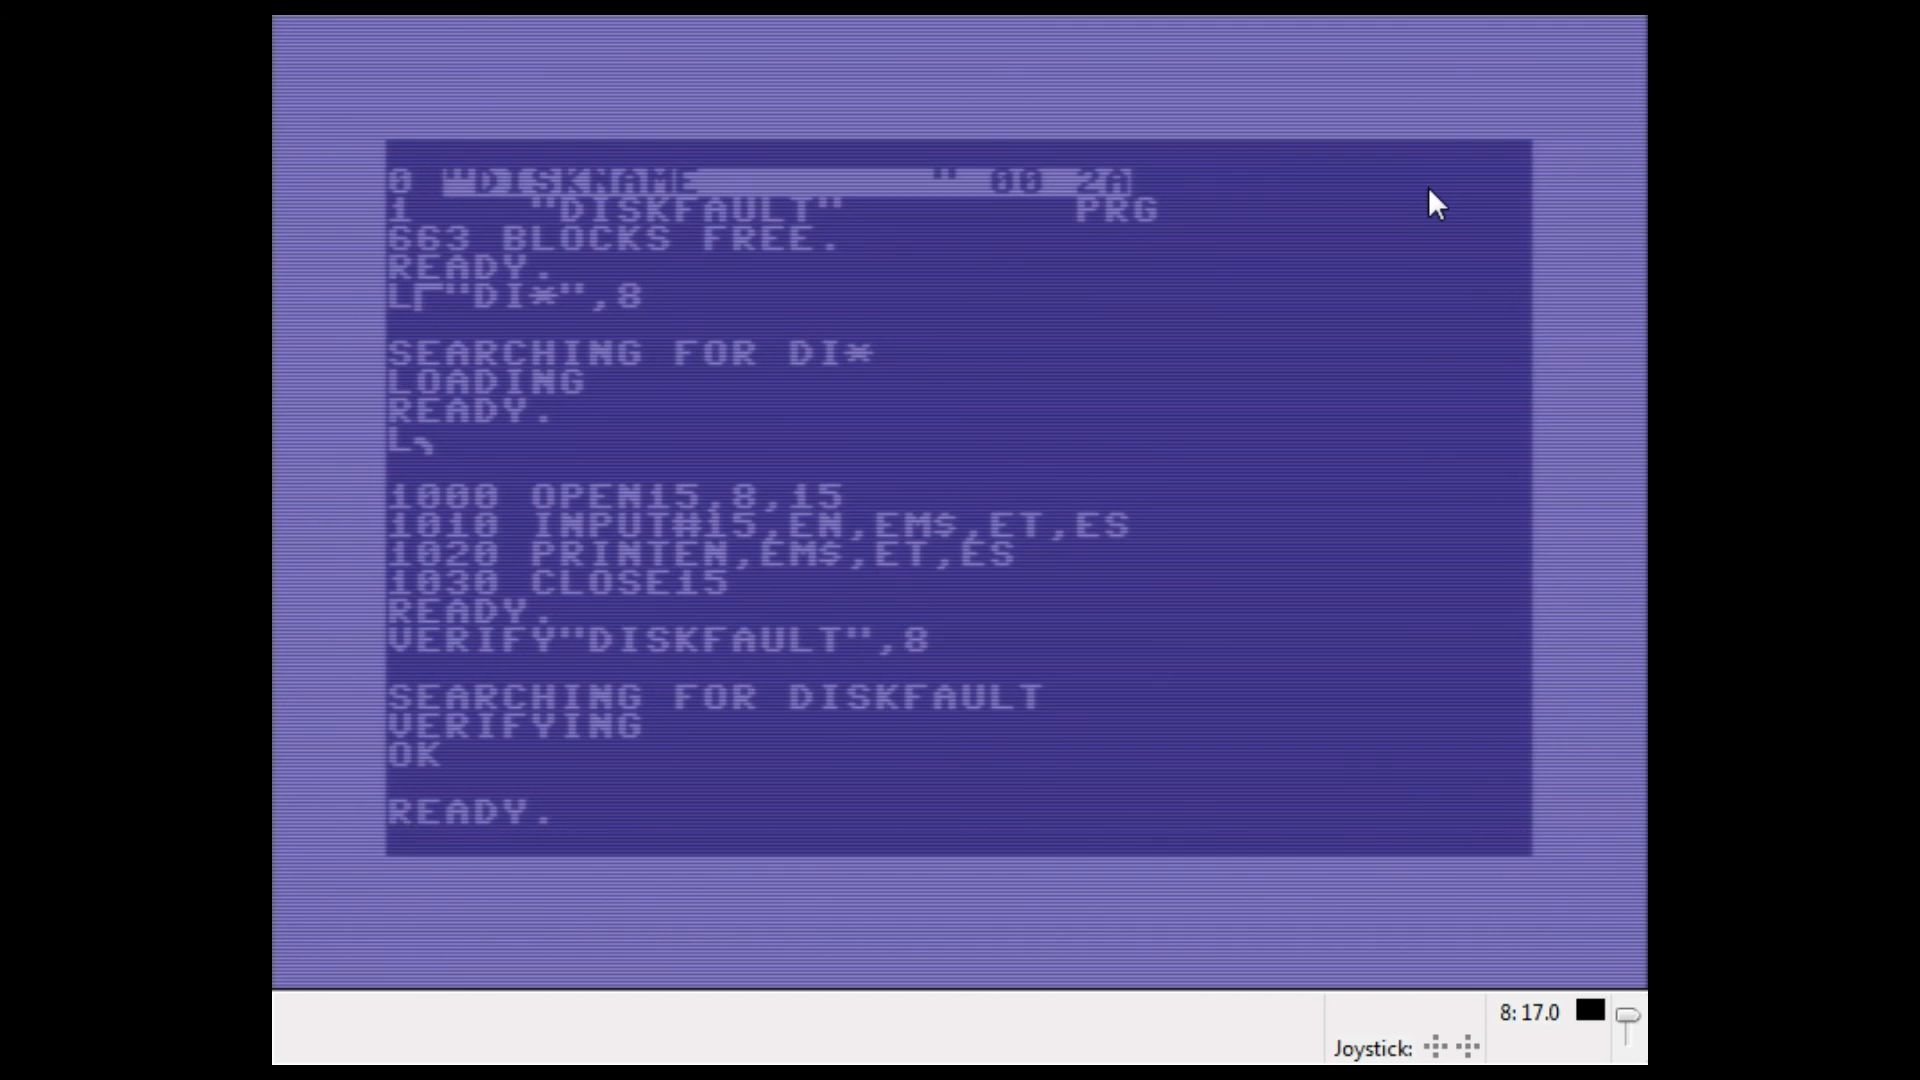 0 "DISKNAME        " 00 2A
1    "DISKFAULT"        PRG
663 BLOCKS FREE.
READY.
L┌"DI*",8
SEARCHING FOR DI*
LOADING
READY.
L╮
1000 OPEN15,8,15
1010 INPUT#15,EN,EM$,ET,ES
1020 PRINTEN,EM$,ET,ES
1030 CLOSE15
READY.
VERIFY"DISKFAULT",8
SEARCHING FOR DISKFAULT
VERIFYING
OK
READY.
8: 17.0
Joystick: